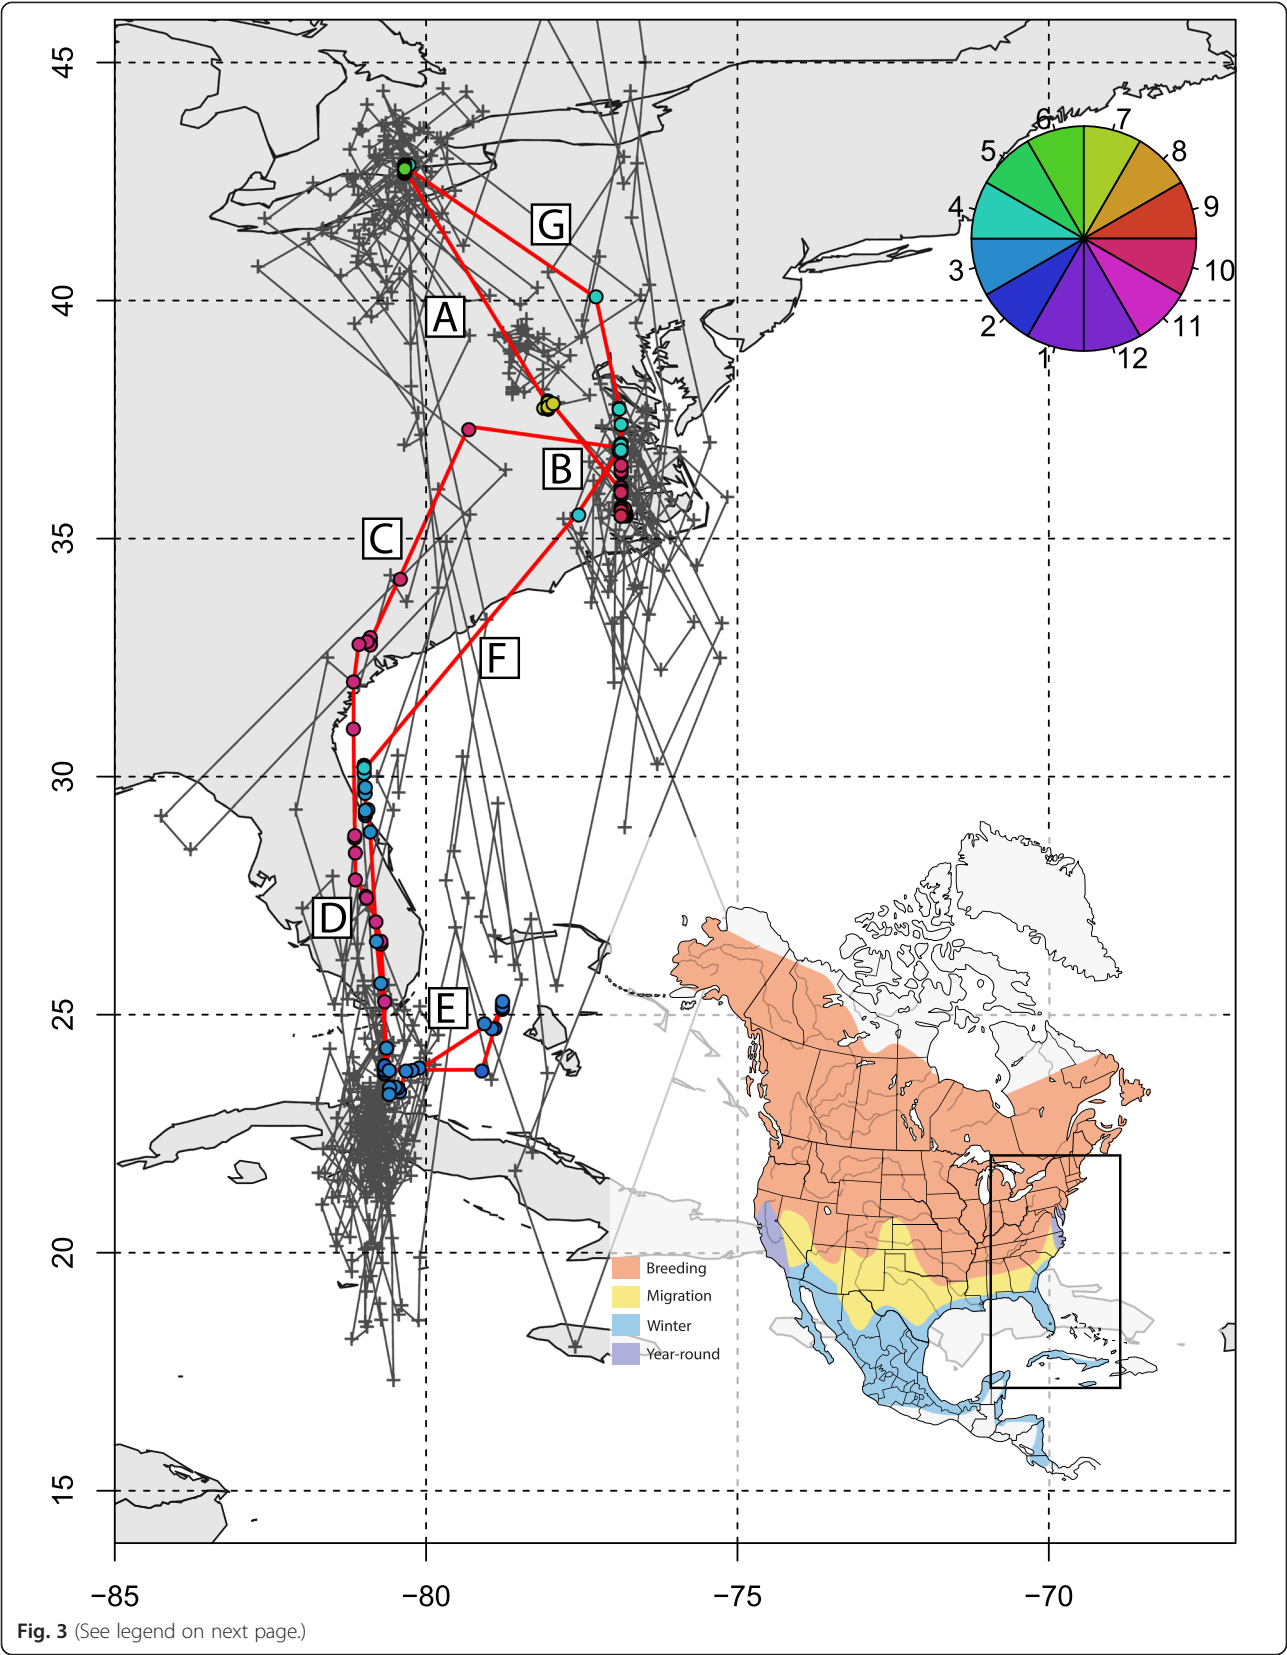 45
40
35
30
25
20
15
−85
−80
−75
−70
6
7
5
8
4
9
3
10
2
11
1
12
G
A
B
C
F
D
E
Breeding
Migration
Winter
Year-round
Fig. 3 (See legend on next page.)